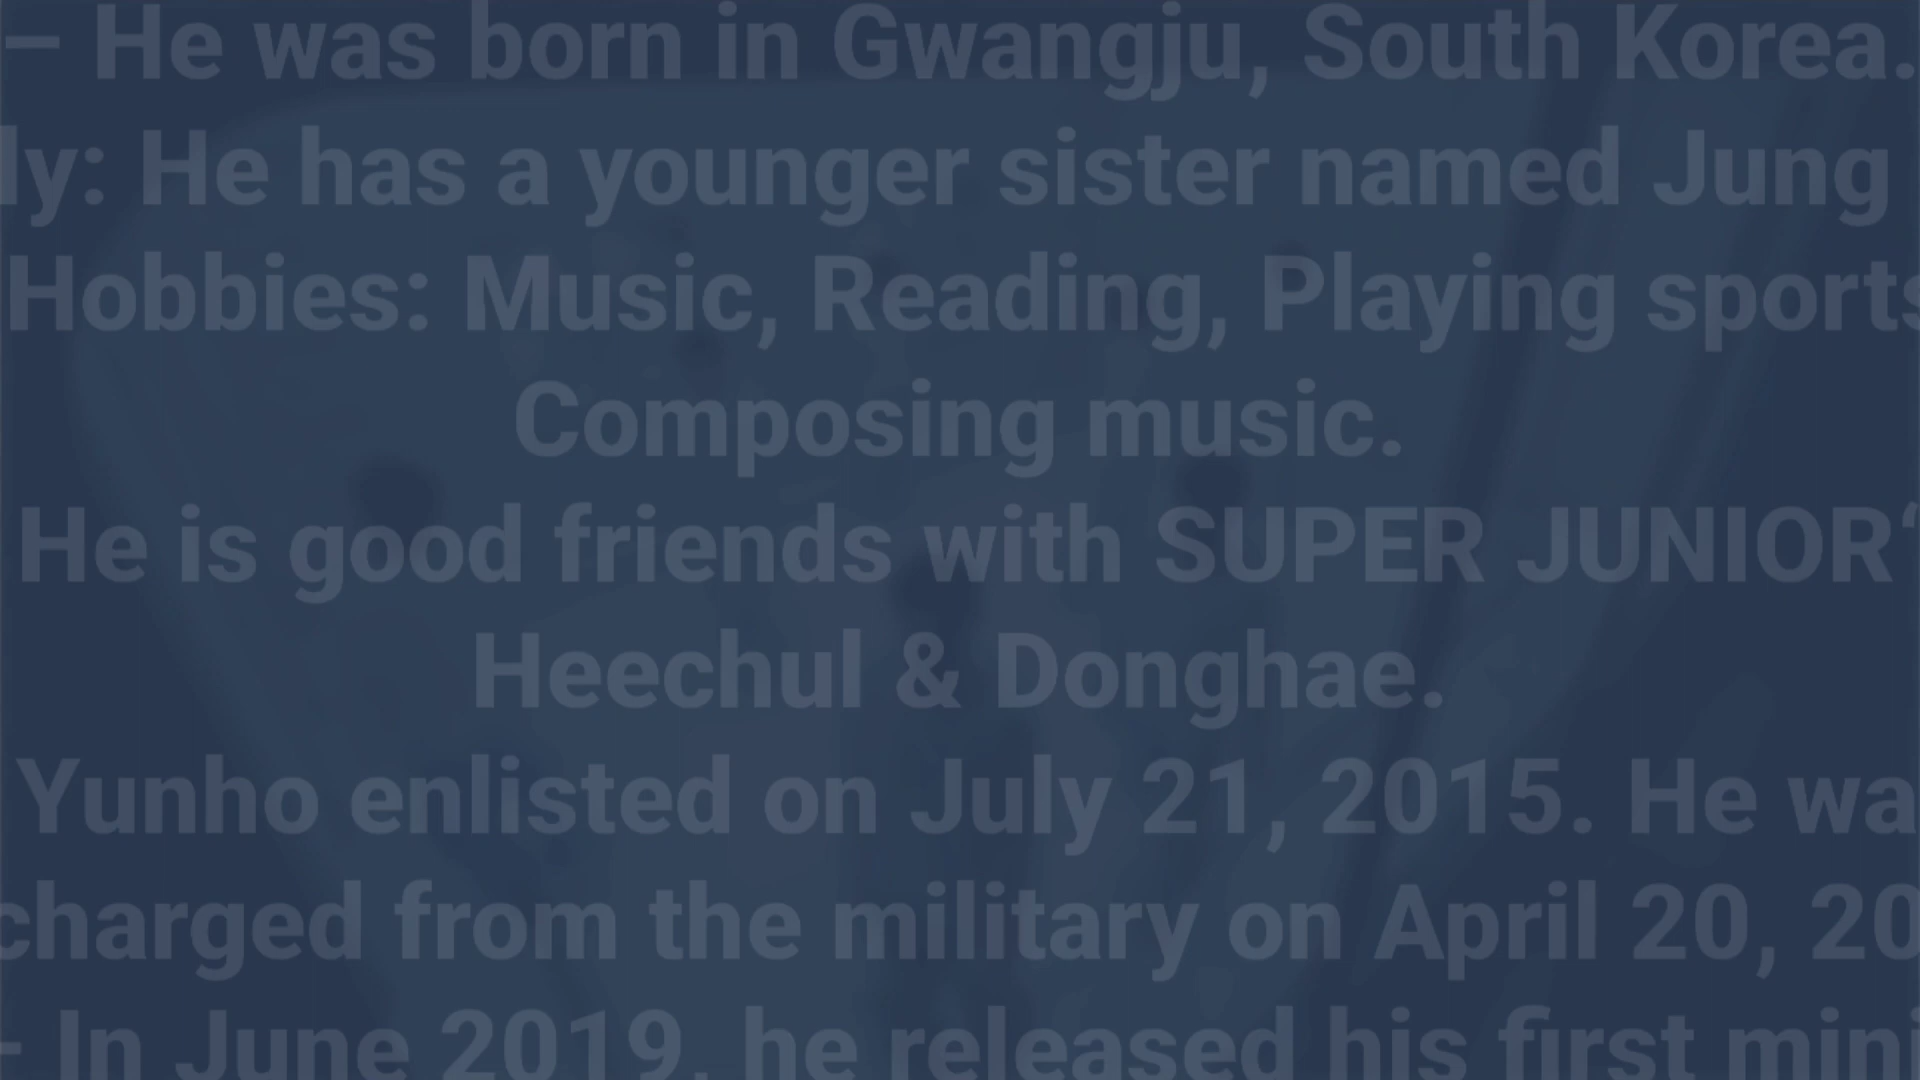 – He was born in Gwangju, South Korea.
ly: He has a younger sister named Jung
Hobbies: Music, Reading, Playing sports
Composing music.
He is good friends with SUPER JUNIOR‘
Heechul & Donghae.
Yunho enlisted on July 21, 2015. He wa
charged from the military on April 20, 20
– In June 2019, he released his first mini